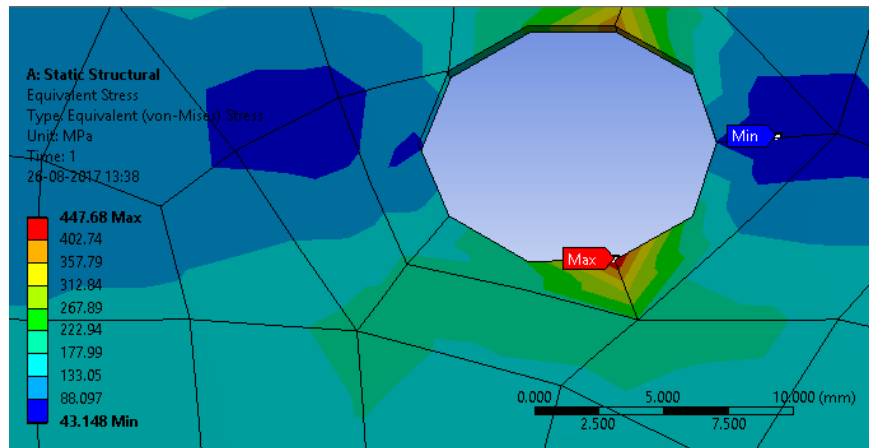 A: Static Structural
Equivalent Stress
Type: Equivalent (von-Mises) Stress
Unit: MPa
Time: 1
26-08-2017 13:38
447.68 Max
402.74
357.79
312.84
267.89
222.94
177.99
133.05
88.097
43.148 Min
Min
Max
0.000 5.000 10.000 (mm)
2.500 7.500